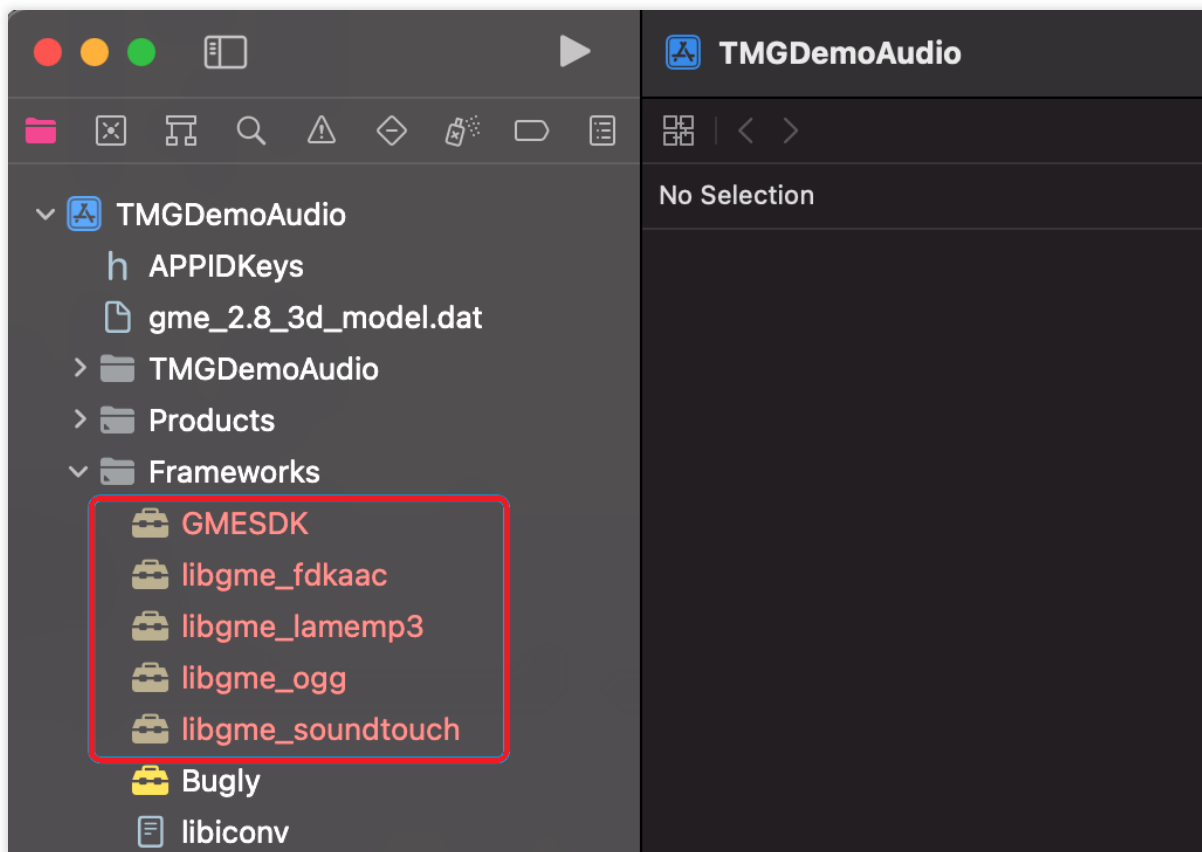 TMGDemoAudio
No Selection
TMGDemoAudio
h APPIDKeys
gme_2.8_3d_model.dat
TMGDemoAudio
Products
Frameworks
GMESDK
libgme_fdkaac
libgme_lamemp3
libgme_ogg
libgme_soundtouch
Bugly
libiconv